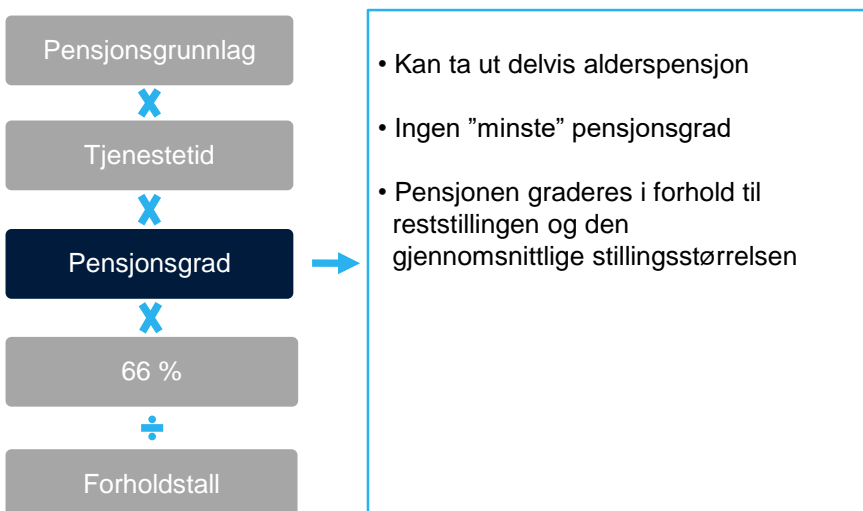 Pensjonsgrunnlag
Tjenestetid
Pensjonsgrad
66 %
Forholdstall
• Kan ta ut delvis alderspensjon
• Ingen ”minste” pensjonsgrad
• Pensjonen graderes i forhold til
reststillingen og den
gjennomsnittlige stillingsstørrelsen